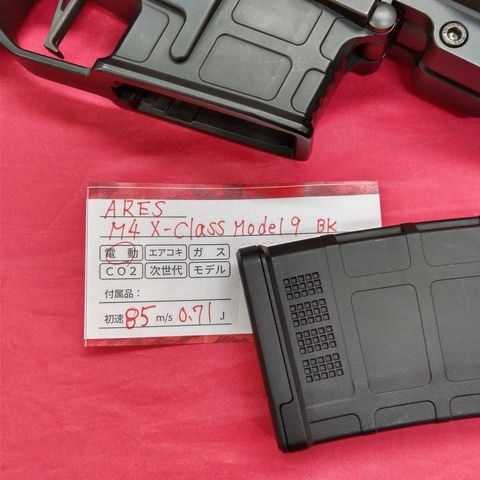 ARES
M4 X-Class Model 9 BK
電動 エアコキ ガス
CO2 次世代 モデル
付属品:
初速 85 m/s 0.71 J